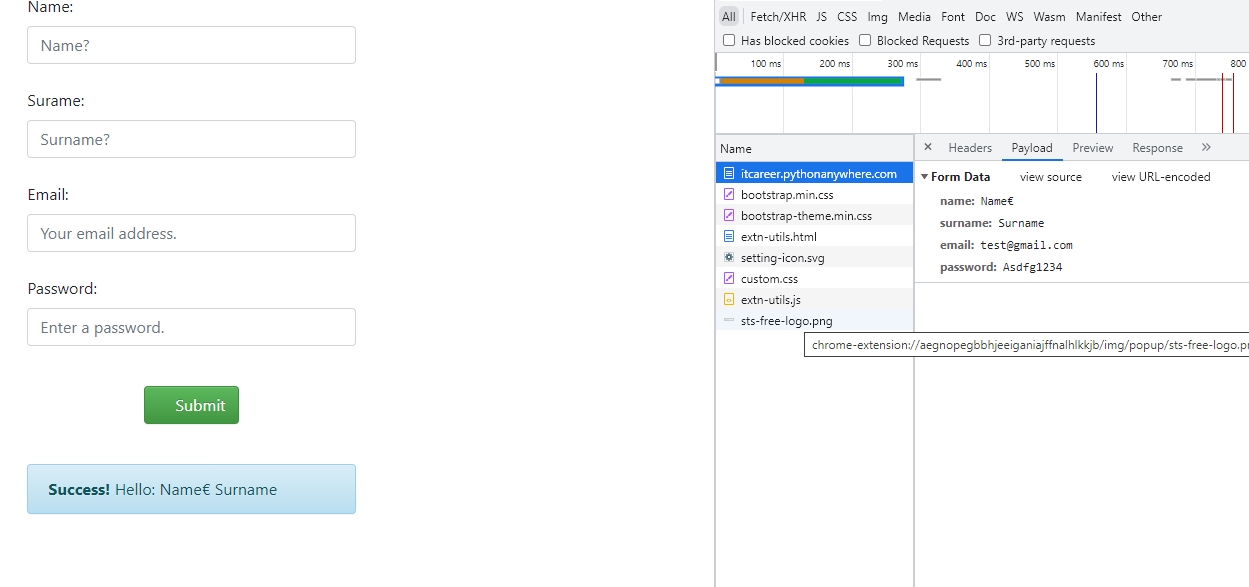 Name:
Name?
Surame:
Surname?
Email:
Your email address.
Password:
Enter a password.
Submit
Success! Hello: Name€ Surname
All Fetch/XHR JS CSS Img Media Font Doc WS Wasm Manifest Other
Has blocked cookies Blocked Requests 3rd-party requests
100 ms 200 ms 300 ms 400 ms 500 ms 600 ms 700 ms 800
Name
itcareer.pythonanywhere.com
bootstrap.min.css
bootstrap-theme.min.css
extn-utils.html
setting-icon.svg
custom.css
extn-utils.js
sts-free-logo.png
× Headers Payload Preview Response »
Form Data view source view URL-encoded
name: Name€
surname: Surname
email: test@gmail.com
password: Asdfg1234
chrome-extension://aegnopegbbhjeeiganiajffnalhlkkjb/img/popup/sts-free-logo.pn